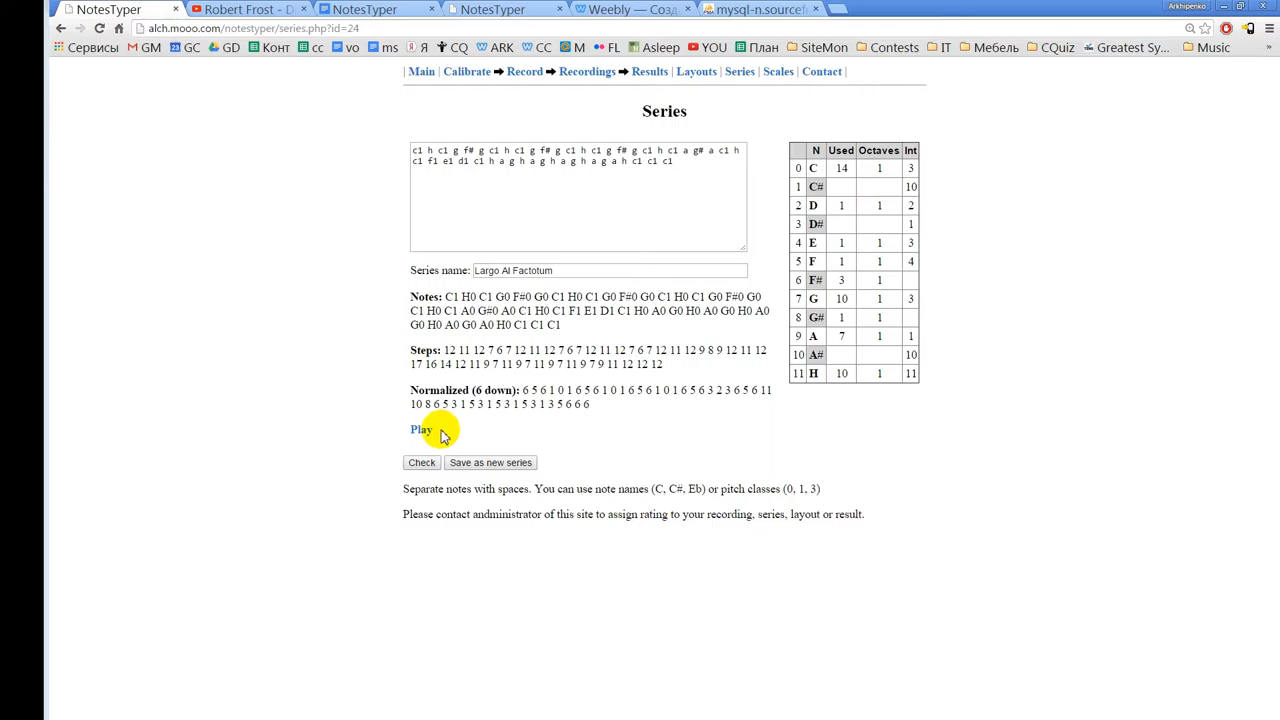 NotesTyper × Robert Frost - D × NotesTyper × NotesTyper × Weebly — Созд × mysql-n.sourcef × Arkhipenko
alch.mooo.com/notestyper/series.php?id=24
Сервисы GM GC GD Конт cc vo ms Я CQ ARK CC M FL Asleep YOU План SiteMon Contests IT Мебель CQuiz Greatest Sy... Music »
| Main | Calibrate Record Recordings Results | Layouts | Series | Scales | Contact |
Series
c1 h c1 g f# g c1 h c1 g f# g c1 h c1 g f# g c1 h c1 a g# a c1 h
c1 f1 e1 d1 c1 h a g h a g h a g h a g a h c1 c1 c1
Series name: Largo Al Factotum
Notes: C1 H0 C1 G0 F#0 G0 C1 H0 C1 G0 F#0 G0 C1 H0 C1 G0 F#0 G0
C1 H0 C1 A0 G#0 A0 C1 H0 C1 F1 E1 D1 C1 H0 A0 G0 H0 A0 G0 H0 A0
G0 H0 A0 G0 A0 H0 C1 C1 C1
Steps: 12 11 12 7 6 7 12 11 12 7 6 7 12 11 12 7 6 7 12 11 12 9 8 9 12 11 12
17 16 14 12 11 9 7 11 9 7 11 9 7 11 9 7 9 11 12 12 12
Normalized (6 down): 6 5 6 1 0 1 6 5 6 1 0 1 6 5 6 1 0 1 6 5 6 3 2 3 6 5 6 11
10 8 6 5 3 1 5 3 1 5 3 1 5 3 1 3 5 6 6 6
Play
Check Save as new series
Separate notes with spaces. You can use note names (C, C#, Eb) or pitch classes (0, 1, 3)
Please contact andministrator of this site to assign rating to your recording, series, layout or result.
N Used Octaves Int
0 C 14 1 3
1 C# 10
2 D 1 1 2
3 D# 1
4 E 1 1 3
5 F 1 1 4
6 F# 3 1
7 G 10 1 3
8 G# 1 1
9 A 7 1 1
10 A# 10
11 H 10 1 11